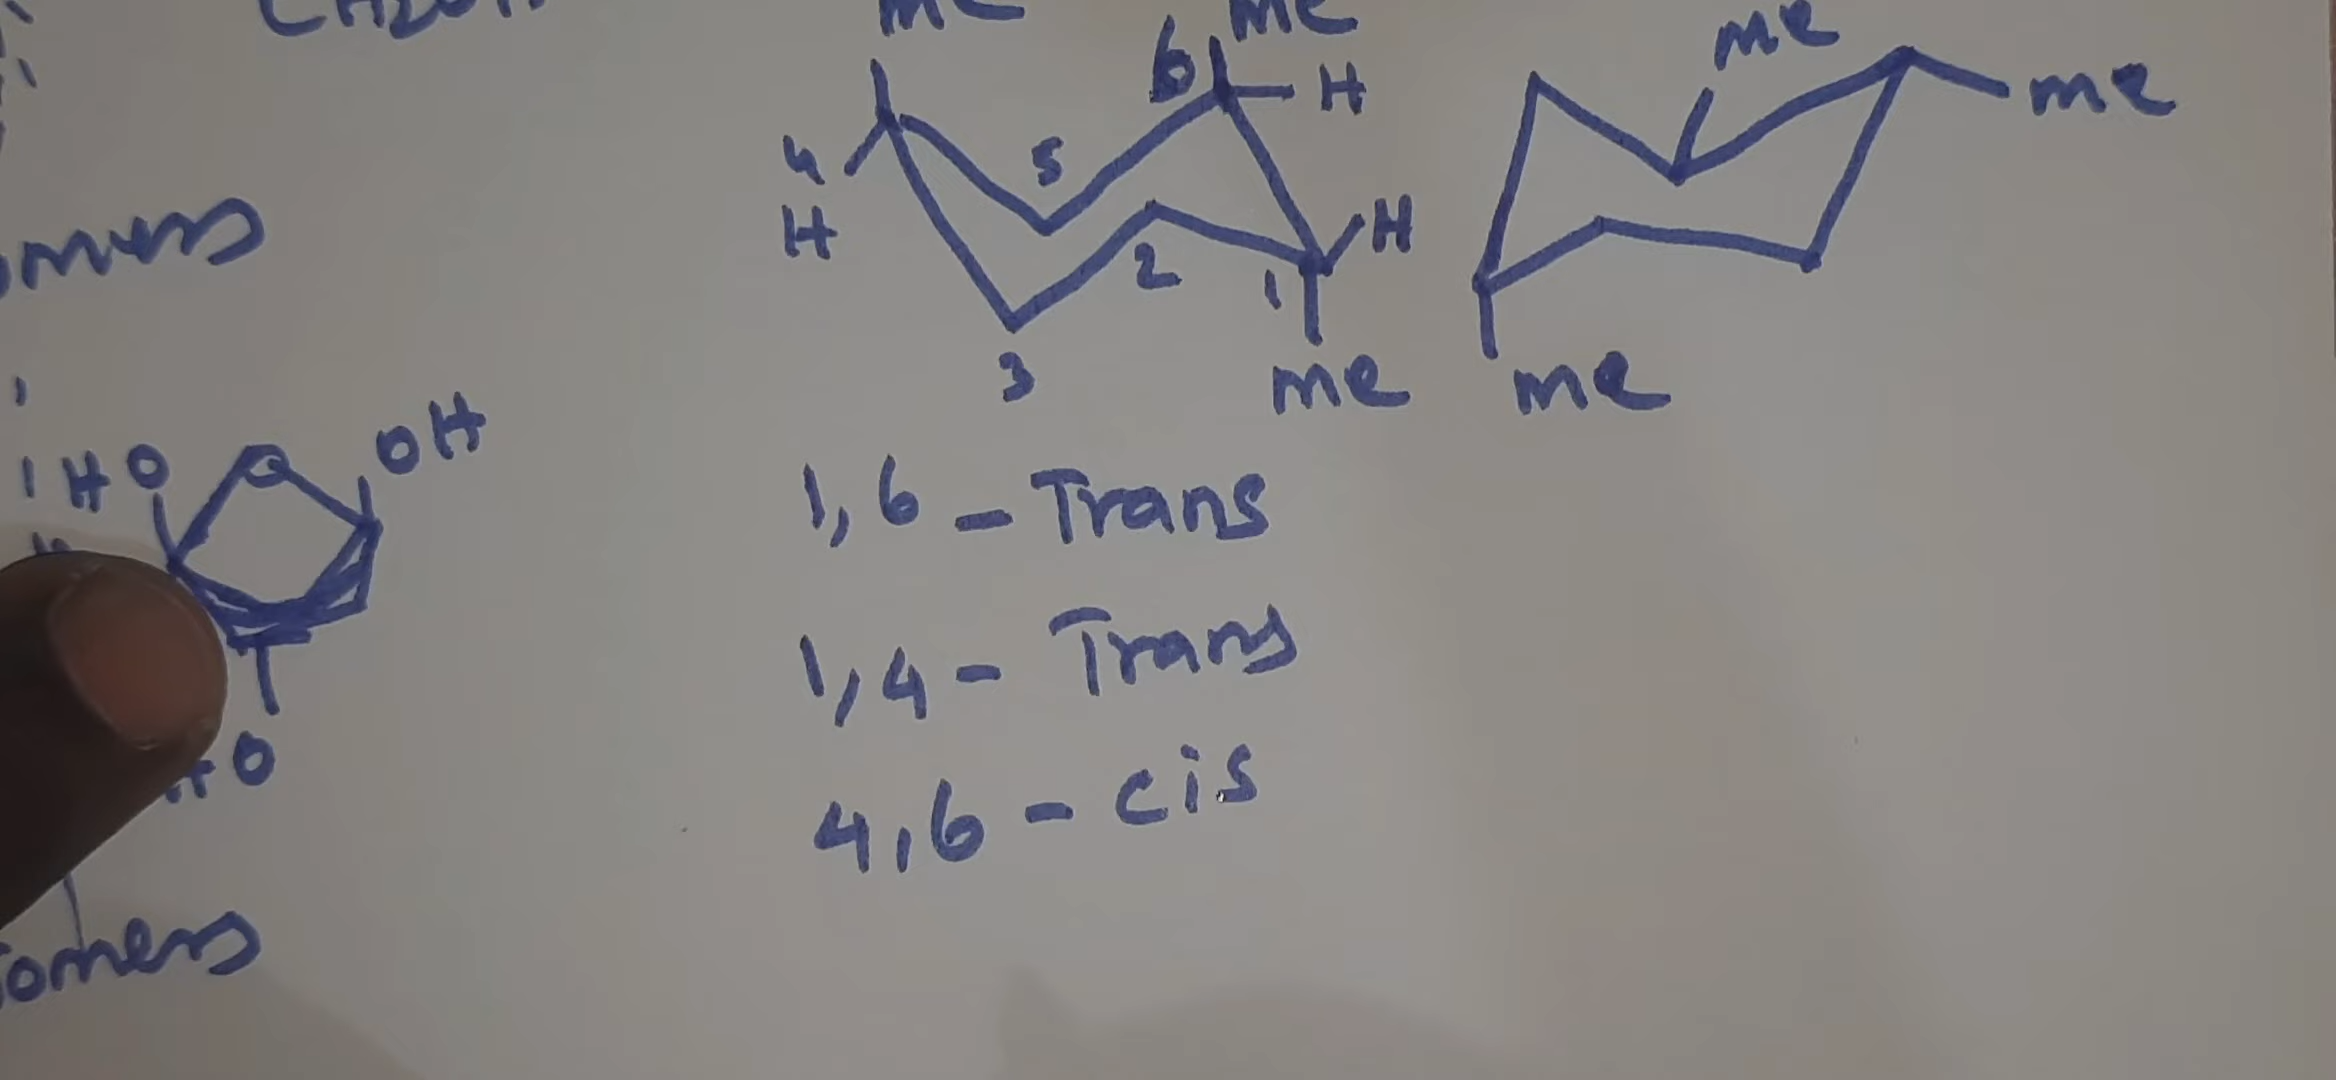 me
me
6
H
me
me
4
5
H
H
2
1
3
me
me
OH
HO
O
1,6 - Trans
1,4 - Trans
4,6 - cis